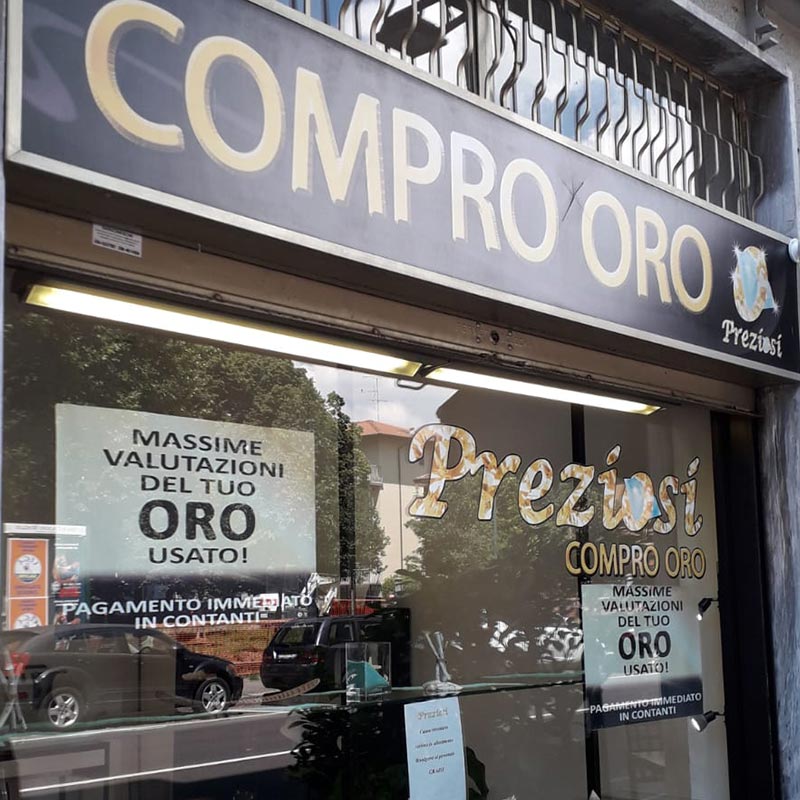 COMPRO ORO
Preziosi
MASSIME
VALUTAZIONI
DEL TUO
ORO
USATO!
PAGAMENTO IMMEDIATO
IN CONTANTI
Preziosi
COMPRO ORO
MASSIME
VALUTAZIONI
DEL TUO
ORO
USATO!
PAGAMENTO IMMEDIATO
IN CONTANTI
Preziosi